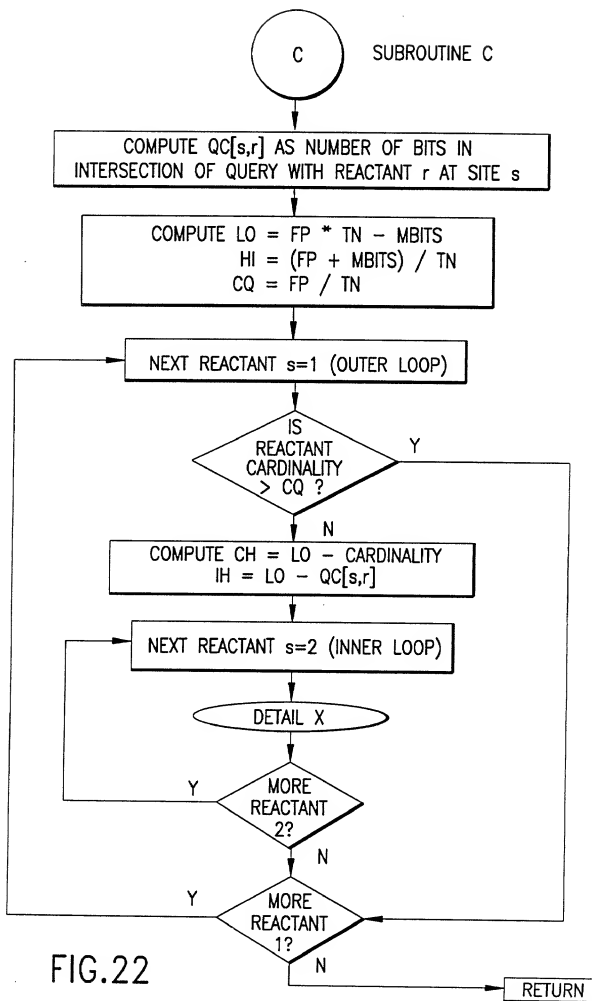 C
SUBROUTINE C
COMPUTE QC[s,r] AS NUMBER OF BITS IN
INTERSECTION OF QUERY WITH REACTANT r AT SITE s
COMPUTE LO = FP * TN – MBITS
HI = (FP + MBITS) / TN
CQ = FP / TN
NEXT REACTANT s=1 (OUTER LOOP)
IS
REACTANT
CARDINALITY
> CQ ?
Y
N
COMPUTE CH = LO – CARDINALITY
IH = LO – QC[s,r]
NEXT REACTANT s=2 (INNER LOOP)
DETAIL X
Y
MORE
REACTANT
2?
N
Y
MORE
REACTANT
1?
N
FIG.22
RETURN